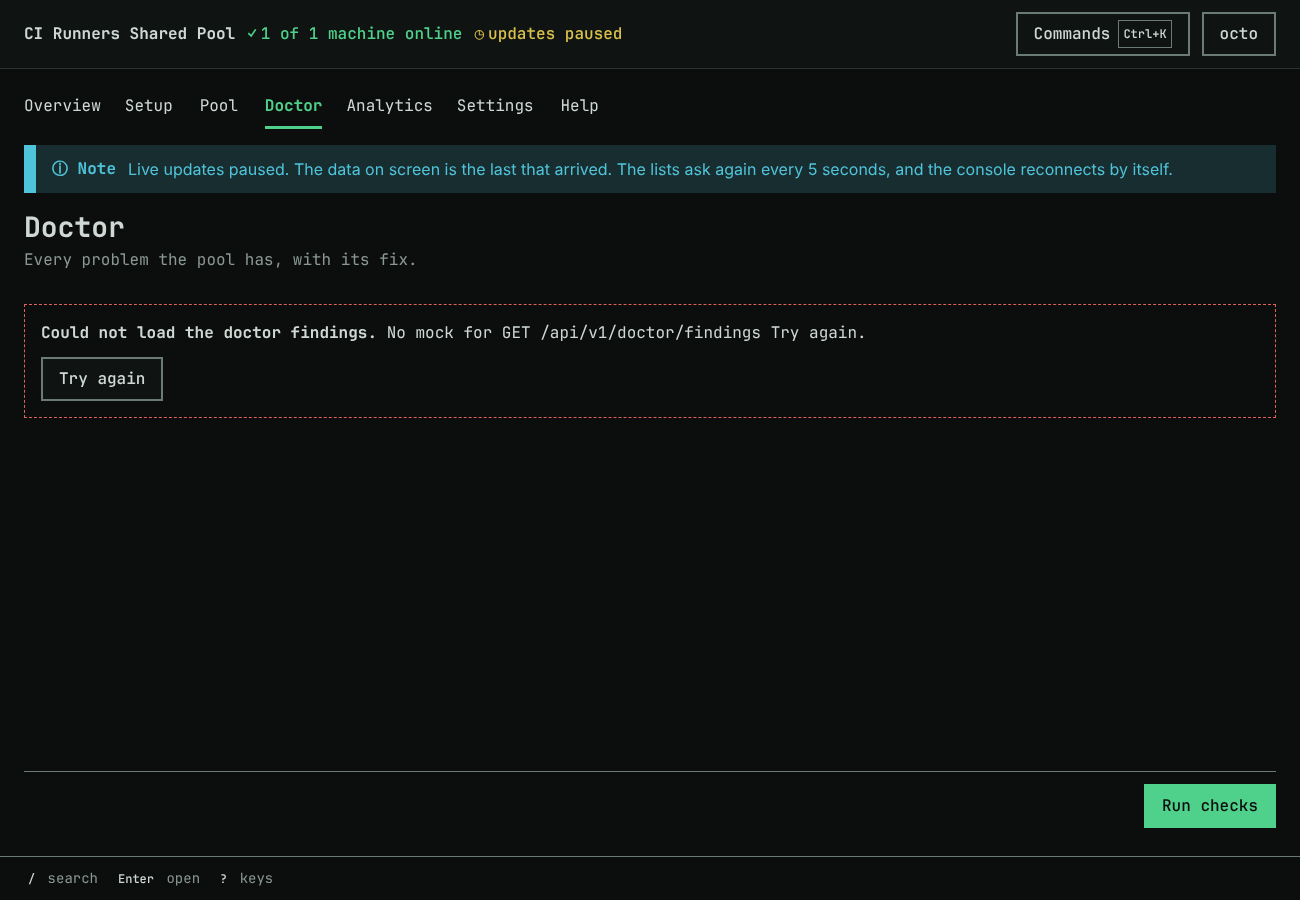 CI Runners Shared Pool ✓ 1 of 1 machine online ◷ updates paused Commands Ctrl+K octo
Overview Setup Pool Doctor Analytics Settings Help
ⓘ Note Live updates paused. The data on screen is the last that arrived. The lists ask again every 5 seconds, and the console reconnects by itself.
Doctor
Every problem the pool has, with its fix.
Could not load the doctor findings. No mock for GET /api/v1/doctor/findings Try again.
Try again
Run checks
/ search Enter open ? keys